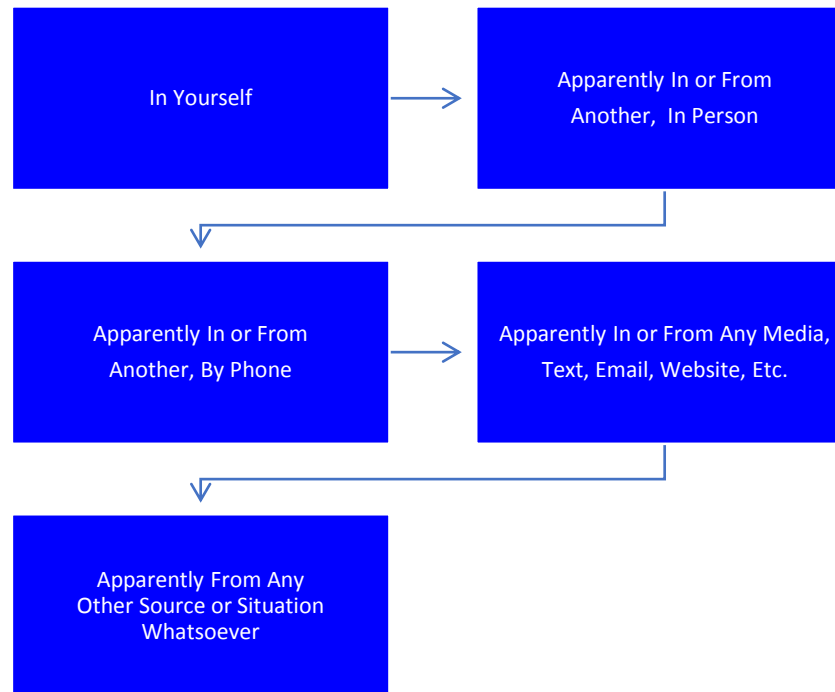 In Yourself
Apparently In or From
Another, In Person
Apparently In or From
Another, By Phone
Apparently In or From Any Media,
Text, Email, Website, Etc.
Apparently From Any
Other Source or Situation
Whatsoever